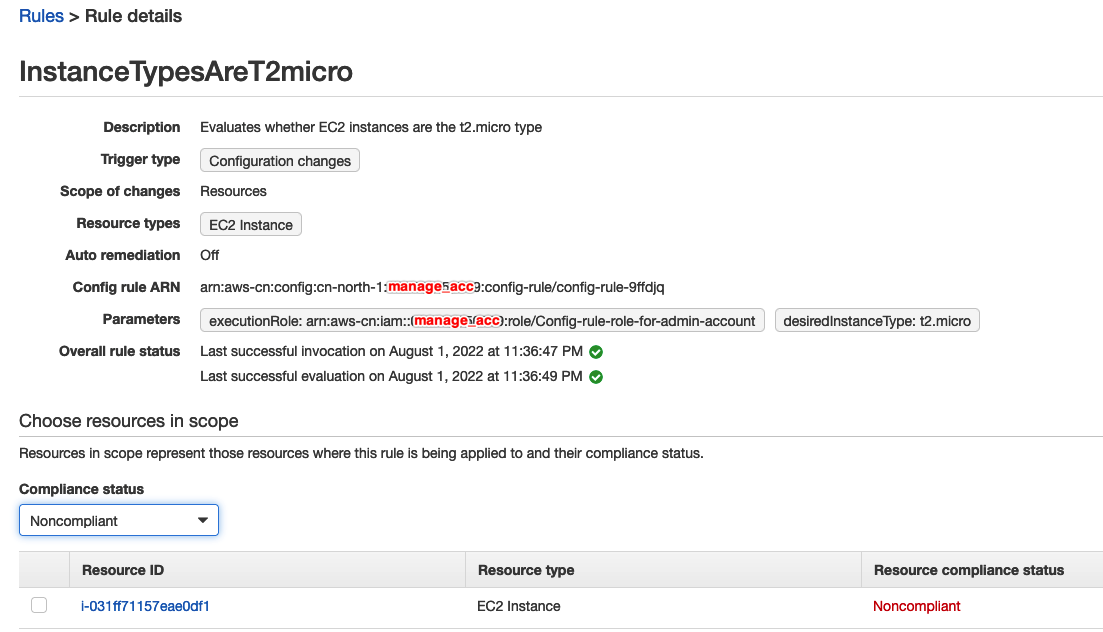 Rules > Rule details
InstanceTypesAreT2micro
Description Evaluates whether EC2 instances are the t2.micro type
Trigger type Configuration changes
Scope of changes Resources
Resource types EC2 Instance
Auto remediation Off
Config rule ARN arn:aws-cn:config:cn-north-1:manage_acc9:config-rule/config-rule-9ffdjq
Parameters executionRole: arn:aws-cn:iam::manage_acc:role/Config-rule-role-for-admin-account desiredInstanceType: t2.micro
Overall rule status Last successful invocation on August 1, 2022 at 11:36:47 PM
Last successful evaluation on August 1, 2022 at 11:36:49 PM
Choose resources in scope
Resources in scope represent those resources where this rule is being applied to and their compliance status.
Compliance status
Noncompliant
Resource ID Resource type Resource compliance status
i-031ff71157eae0df1 EC2 Instance Noncompliant